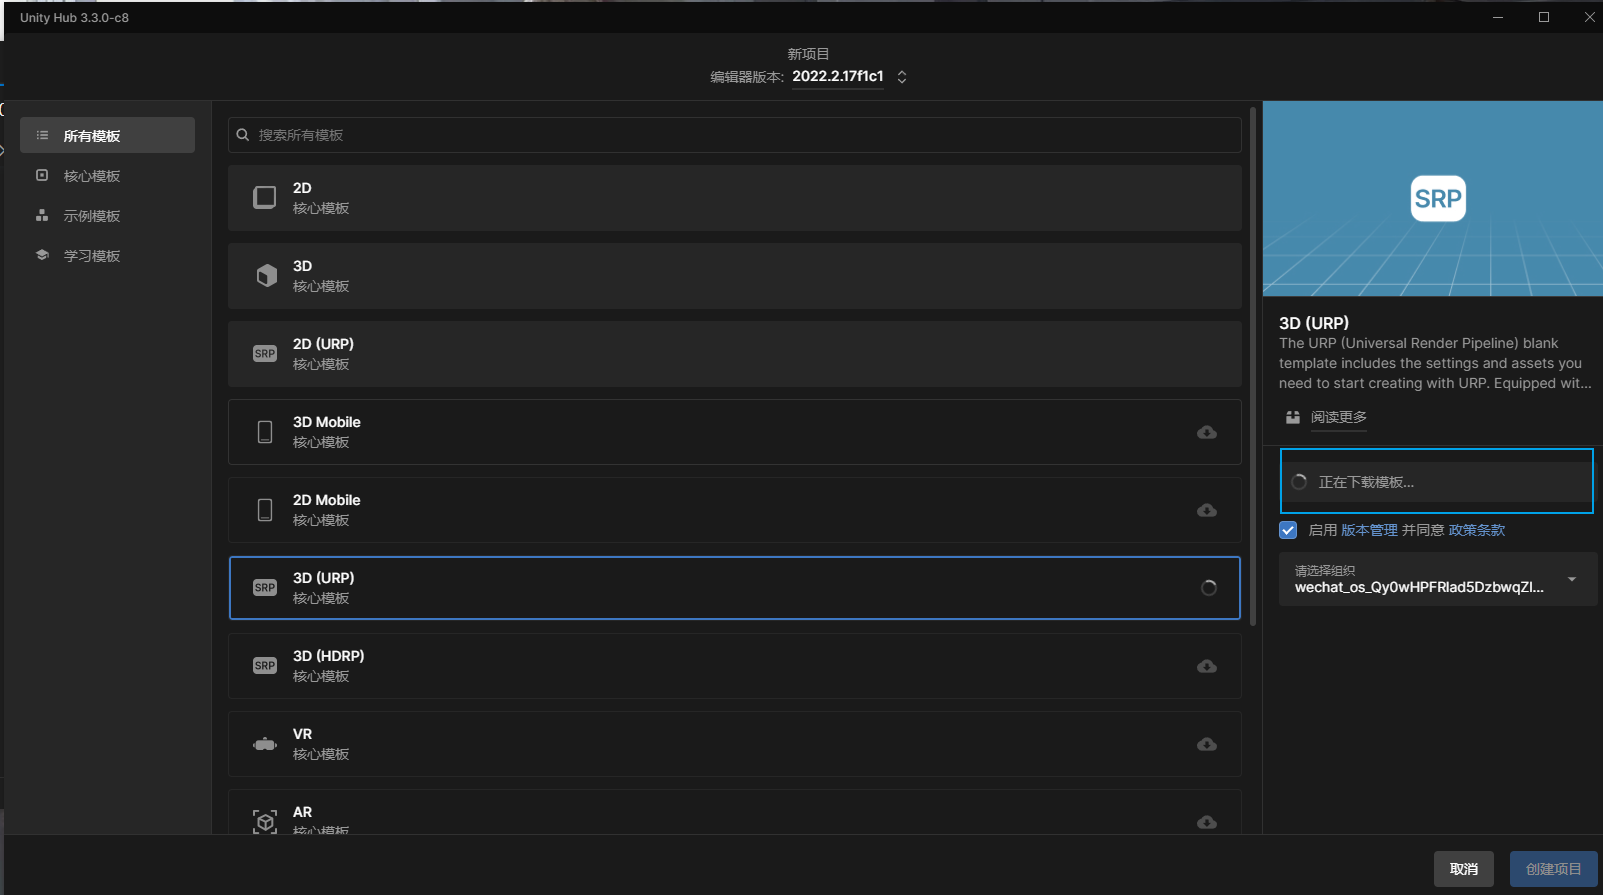 Unity Hub 3.3.0-c8
新项目
编辑器版本: 2022.2.17f1c1
所有模板
核心模板
示例模板
学习模板
搜索所有模板
2D
核心模板
3D
核心模板
SRP
2D (URP)
核心模板
3D Mobile
核心模板
2D Mobile
核心模板
SRP
3D (URP)
核心模板
SRP
3D (HDRP)
核心模板
VR
核心模板
AR
核心模板
SRP
3D (URP)
The URP (Universal Render Pipeline) blank
template includes the settings and assets you
need to start creating with URP. Equipped wit...
阅读更多
正在下载模板...
启用 版本管理 并同意 政策条款
请选择组织
wechat_os_Qy0wHPFRlad5DzbwqZl...
取消
创建项目